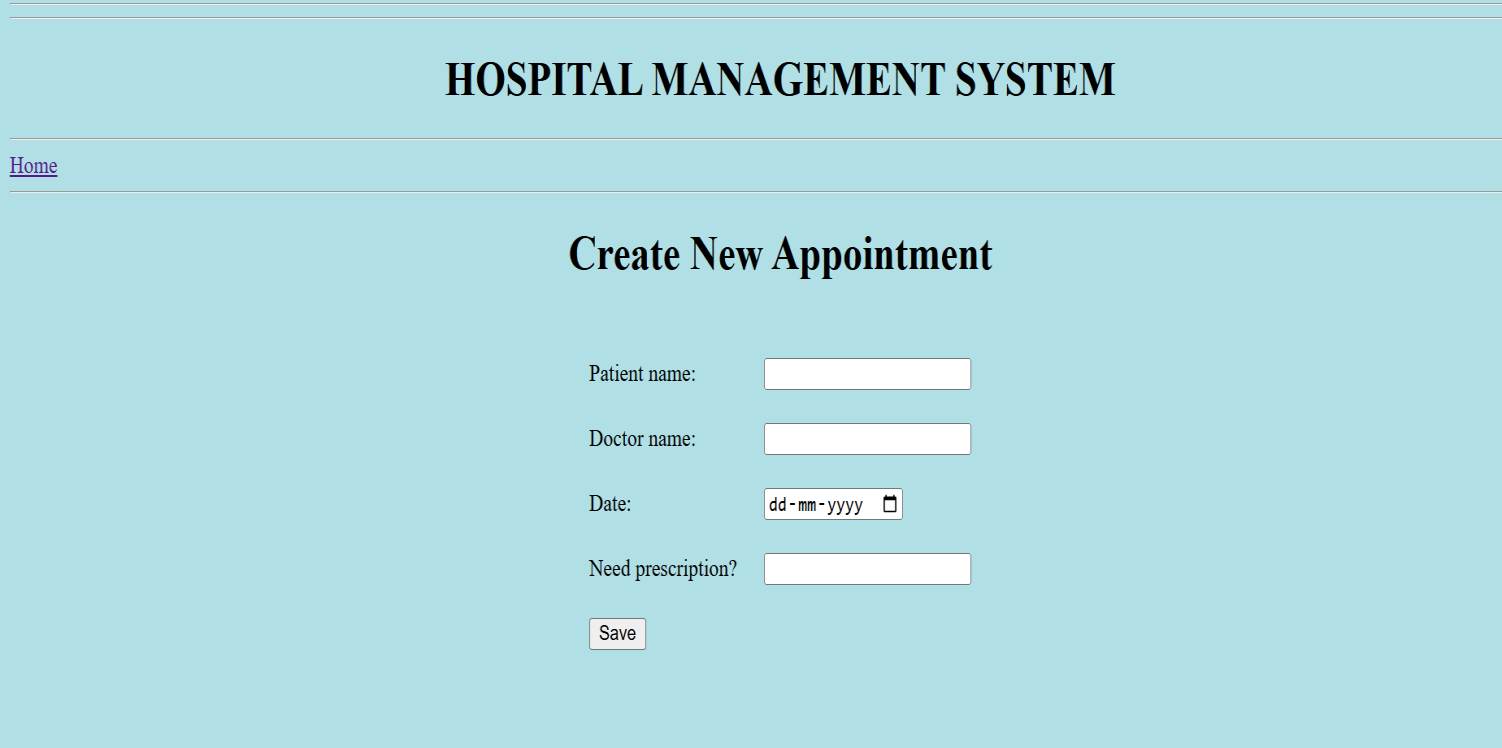 HOSPITAL MANAGEMENT SYSTEM
Home
Create New Appointment
Patient name:
Doctor name:
Date: dd-mm-yyyy
Need prescription?
Save